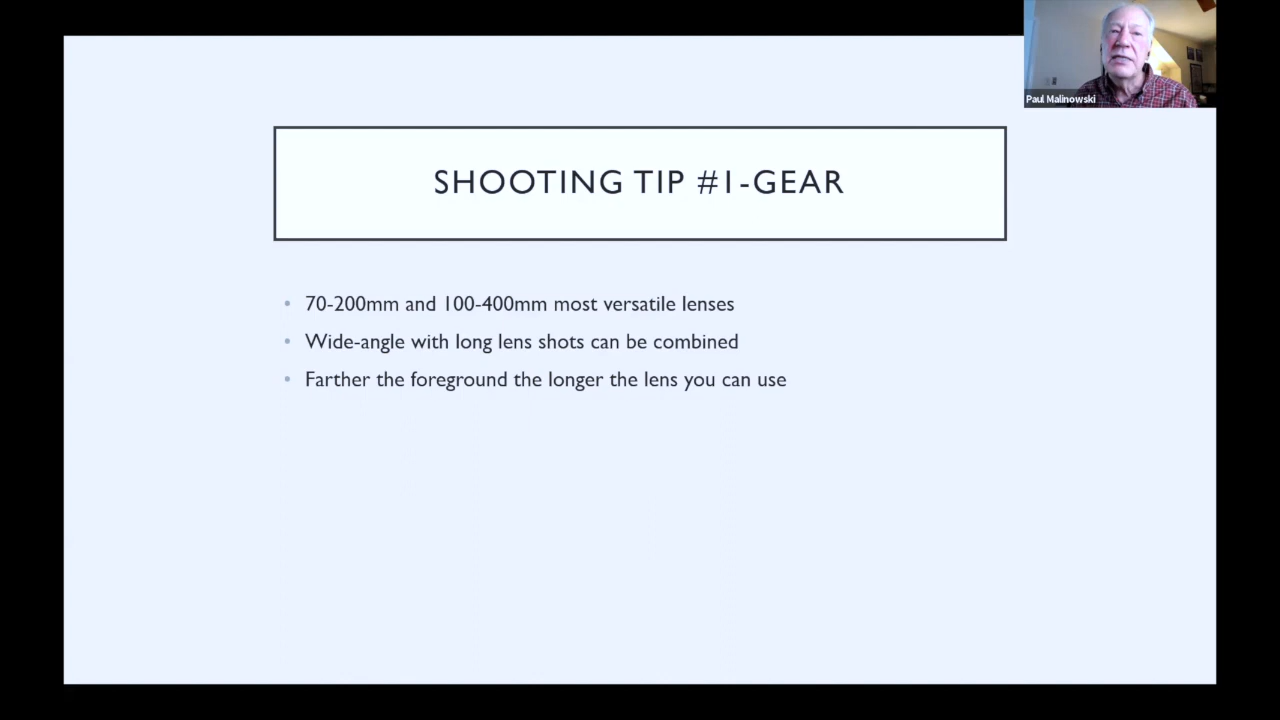 Paul Malinowski
SHOOTING TIP #1-GEAR
• 70-200mm and 100-400mm most versatile lenses
• Wide-angle with long lens shots can be combined
• Farther the foreground the longer the lens you can use